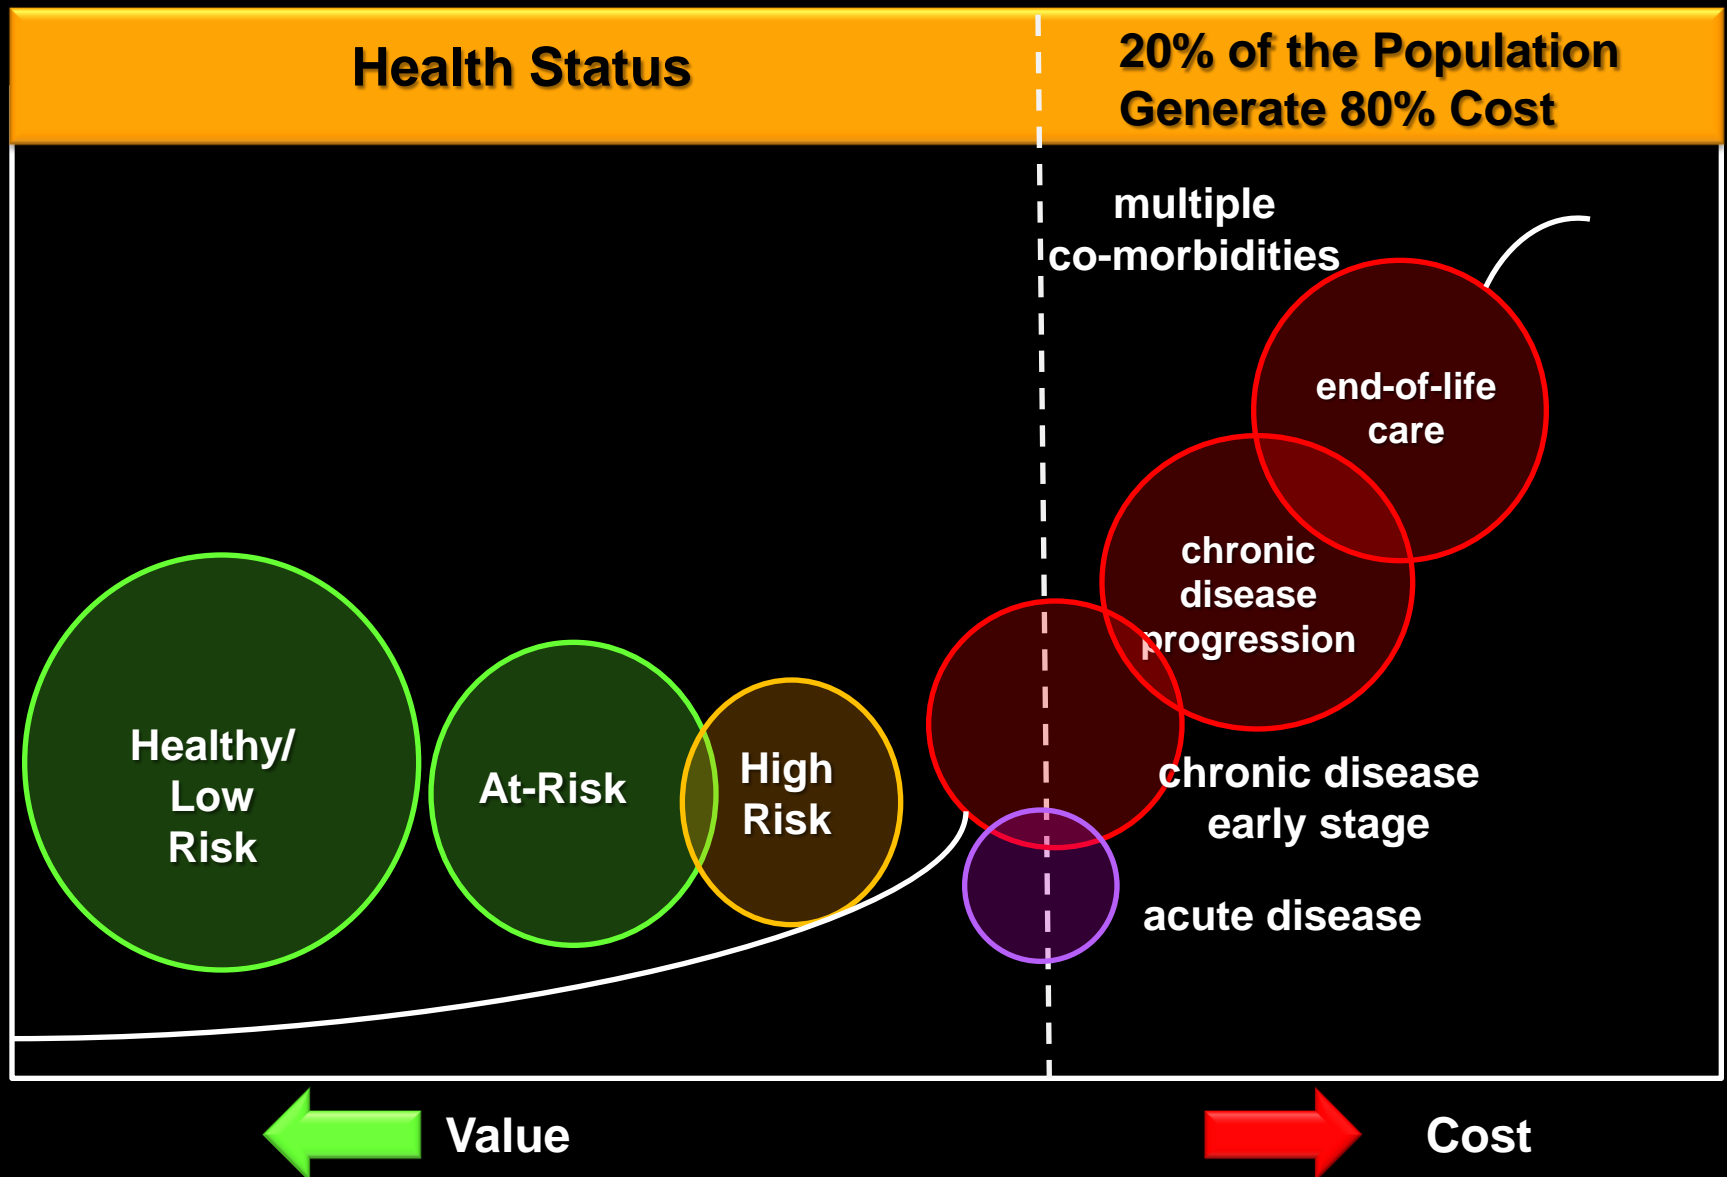 Health Status
20% of the Population
Generate 80% Cost
multiple
co-morbidities
end-of-life
care
chronic
disease
progression
Healthy/
Low
Risk
At-Risk
High
Risk
chronic disease
early stage
acute disease
Value
Cost